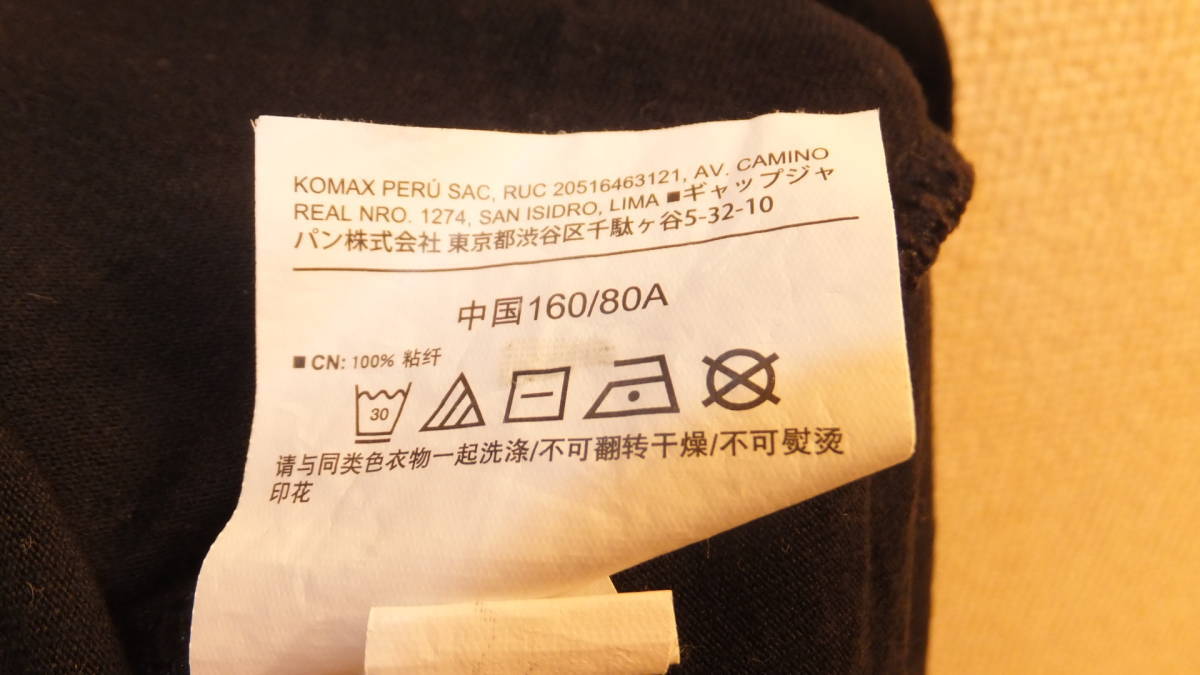 KOMAX PERÚ SAC, RUC 20516463121, AV. CAMINO
REAL NRO. 1274, SAN ISIDRO, LIMA ■ギャップジャ
パン株式会社 東京都渋谷区千駄ヶ谷5-32-10
中国160/80A
■ CN: 100% 粘纤
30
请与同类色衣物一起洗涤/不可翻转干燥/不可熨烫
印花